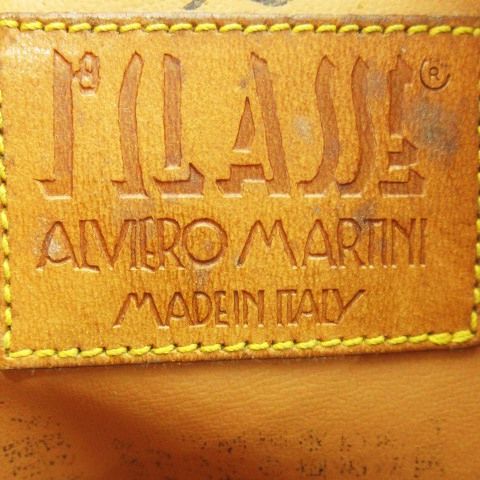 1ª CLASSE ®
ALVIERO MARTINI
MADE IN ITALY